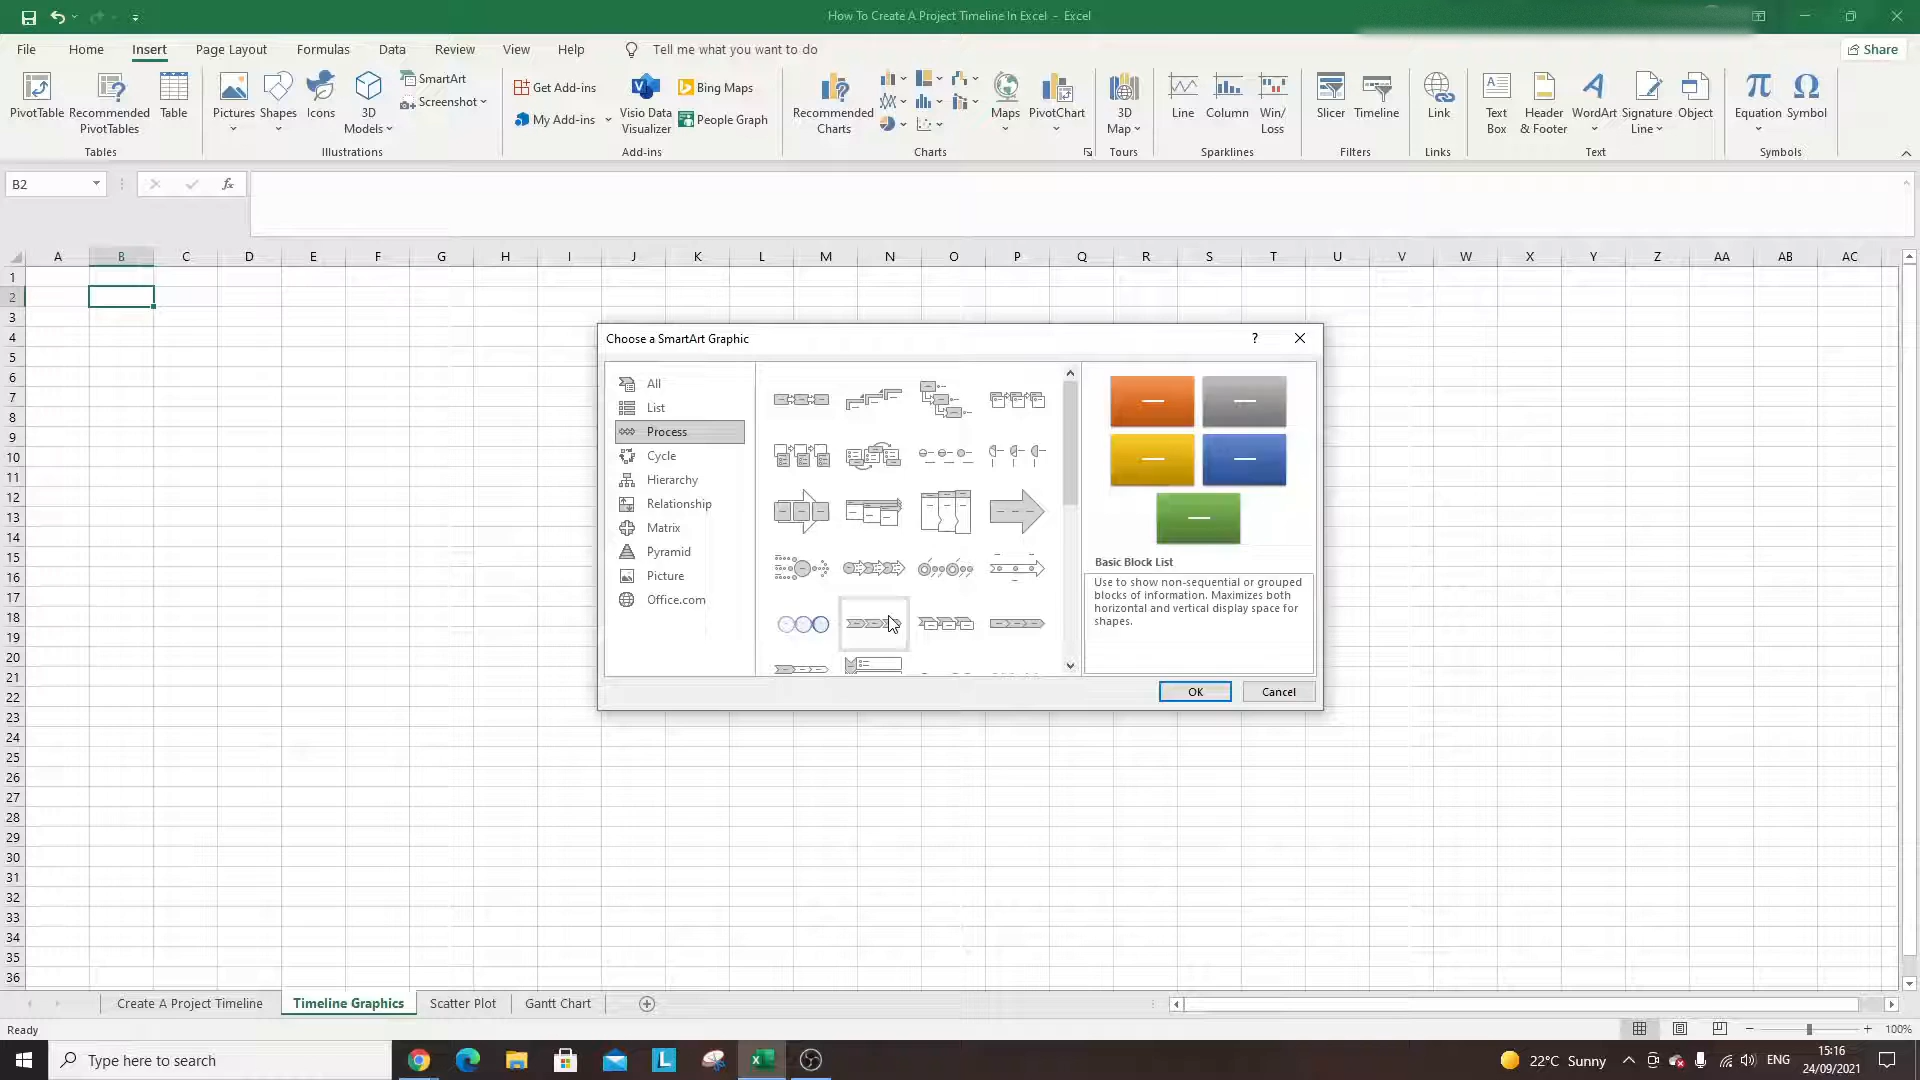 How To Create A Project Timeline In Excel - Excel
File Home Insert Page Layout Formulas Data Review View Help Tell me what you want to do Share
PivotTable
Recommended
PivotTables
Table
Tables
Pictures
Shapes
Icons
3D
Models
SmartArt
Screenshot
Illustrations
Get Add-ins
My Add-ins
Visio Data
Visualizer
Bing Maps
People Graph
Add-ins
Recommended
Charts
Maps
PivotChart
Charts
3D
Map
Tours
Line
Column
Win/
Loss
Sparklines
Slicer
Timeline
Filters
Link
Links
Text
Box
Header
& Footer
WordArt
Signature
Line
Object
Text
Equation
Symbol
Symbols
B2
fx
A B C D E F G H I J K L M N O P Q R S T U V W X Y Z AA AB AC
1
2
3
4
5
6
7
8
9
10
11
12
13
14
15
16
17
18
19
20
21
22
23
24
25
26
27
28
29
30
31
32
33
34
35
36
Choose a SmartArt Graphic
?
All
List
Process
Cycle
Hierarchy
Relationship
Matrix
Pyramid
Picture
Office.com
Basic Block List
Use to show non-sequential or grouped
blocks of information. Maximizes both
horizontal and vertical display space for
shapes.
OK Cancel
Create A Project Timeline Timeline Graphics Scatter Plot Gantt Chart
Ready
100%
Type here to search
L
22°C Sunny
ENG
15:16
24/09/2021